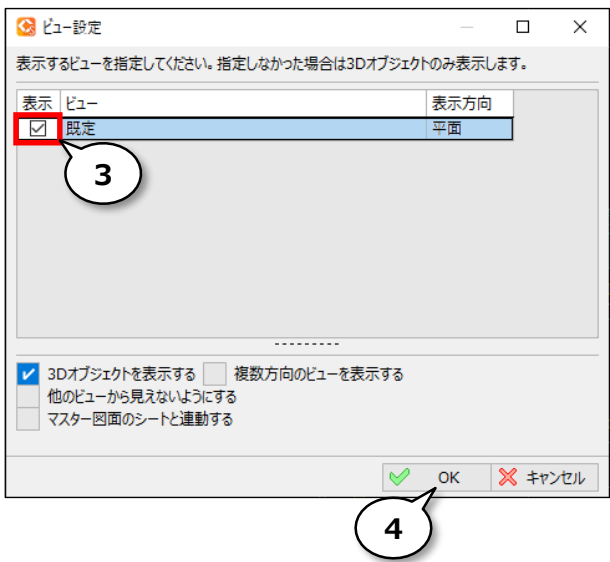 ビュー設定
表示するビューを指定してください。指定しなかった場合は3Dオブジェクトのみ表示します。
表示 ビュー 表示方向
既定 平面
3
3Dオブジェクトを表示する 複数方向のビューを表示する
他のビューから見えないようにする
マスター図面のシートと連動する
OK キャンセル
4